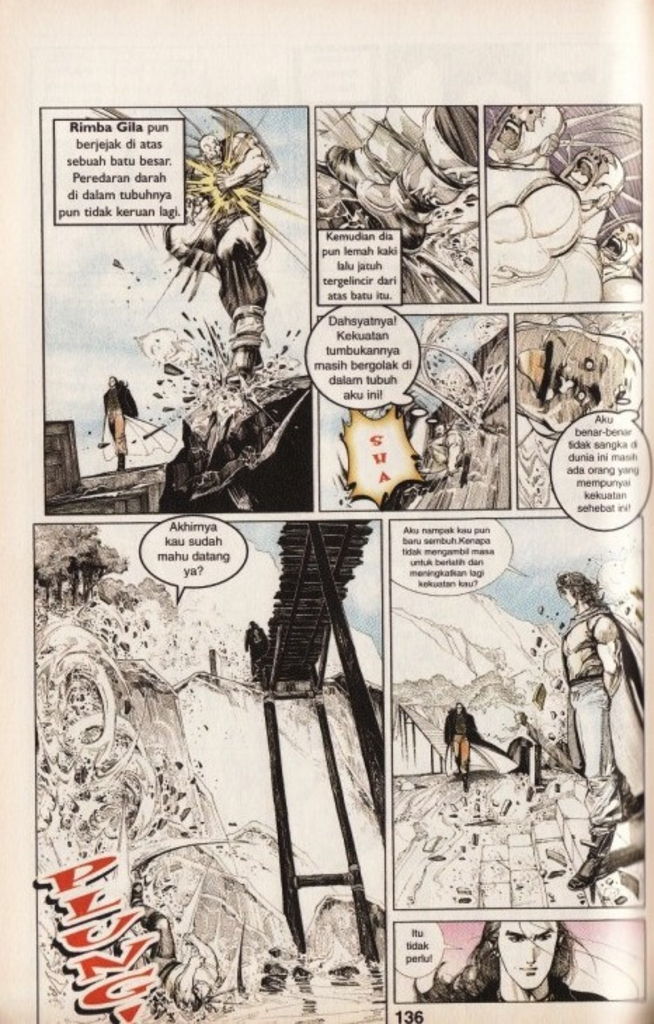 Rimba Gila pun
berjejak di atas
sebuah batu besar.
Peredaran darah
di dalam tubuhnya
pun tidak keruan lagi.
Kemudian dia
pun lemah kaki
lalu jatuh
tergelincir dari
atas batu itu.
Dahsyatnya!
Kekuatan
tumbukannya
masih bergolak di
dalam tubuh
aku ini!
SHA
Aku
benar-benar
tidak sangka di
dunia ini masih
ada orang yang
mempunyai
kekuatan
sehebat ini!
Akhirnya
kau sudah
mahu datang
ya?
Aku nampak kau pun
baru sembuh.Kenapa
tidak mengambil masa
untuk berlatih dan
meningkatkan lagi
kekuatan kau?
Itu
tidak
perlu!
136